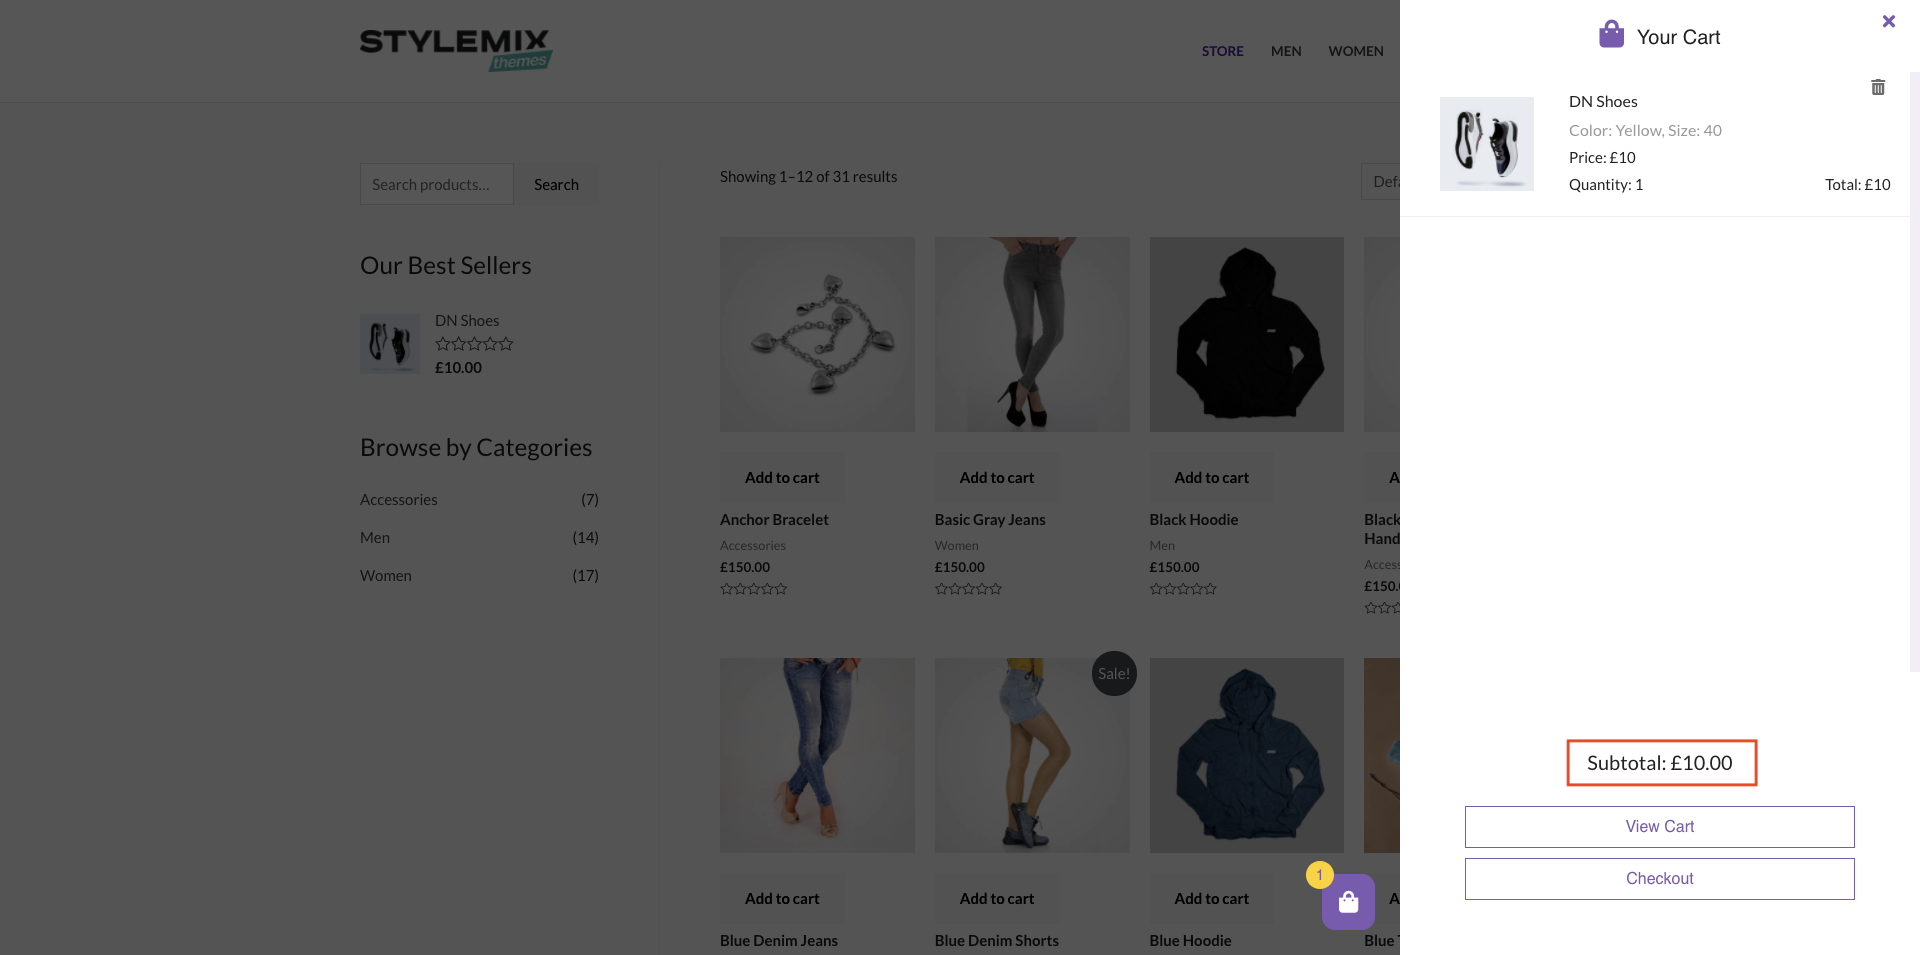 STYLEMIX
themes
STORE
MEN
WOMEN
Search products...
Search
Our Best Sellers
DN Shoes
£10.00
Browse by Categories
Accessories (7)
Men (14)
Women (17)
Showing 1–12 of 31 results
Defa
Add to cart
Anchor Bracelet
Accessories
£150.00
Add to cart
Basic Gray Jeans
Women
£150.00
Add to cart
Black Hoodie
Men
£150.00
A
Black
Hand
Acces
£150.
Add to cart
Blue Denim Jeans
Sale!
Add to cart
Blue Denim Shorts
Add to cart
Blue Hoodie
A
Blue T
1
Your Cart
DN Shoes
Color: Yellow, Size: 40
Price: £10
Quantity: 1
Total: £10
Subtotal: £10.00
View Cart
Checkout